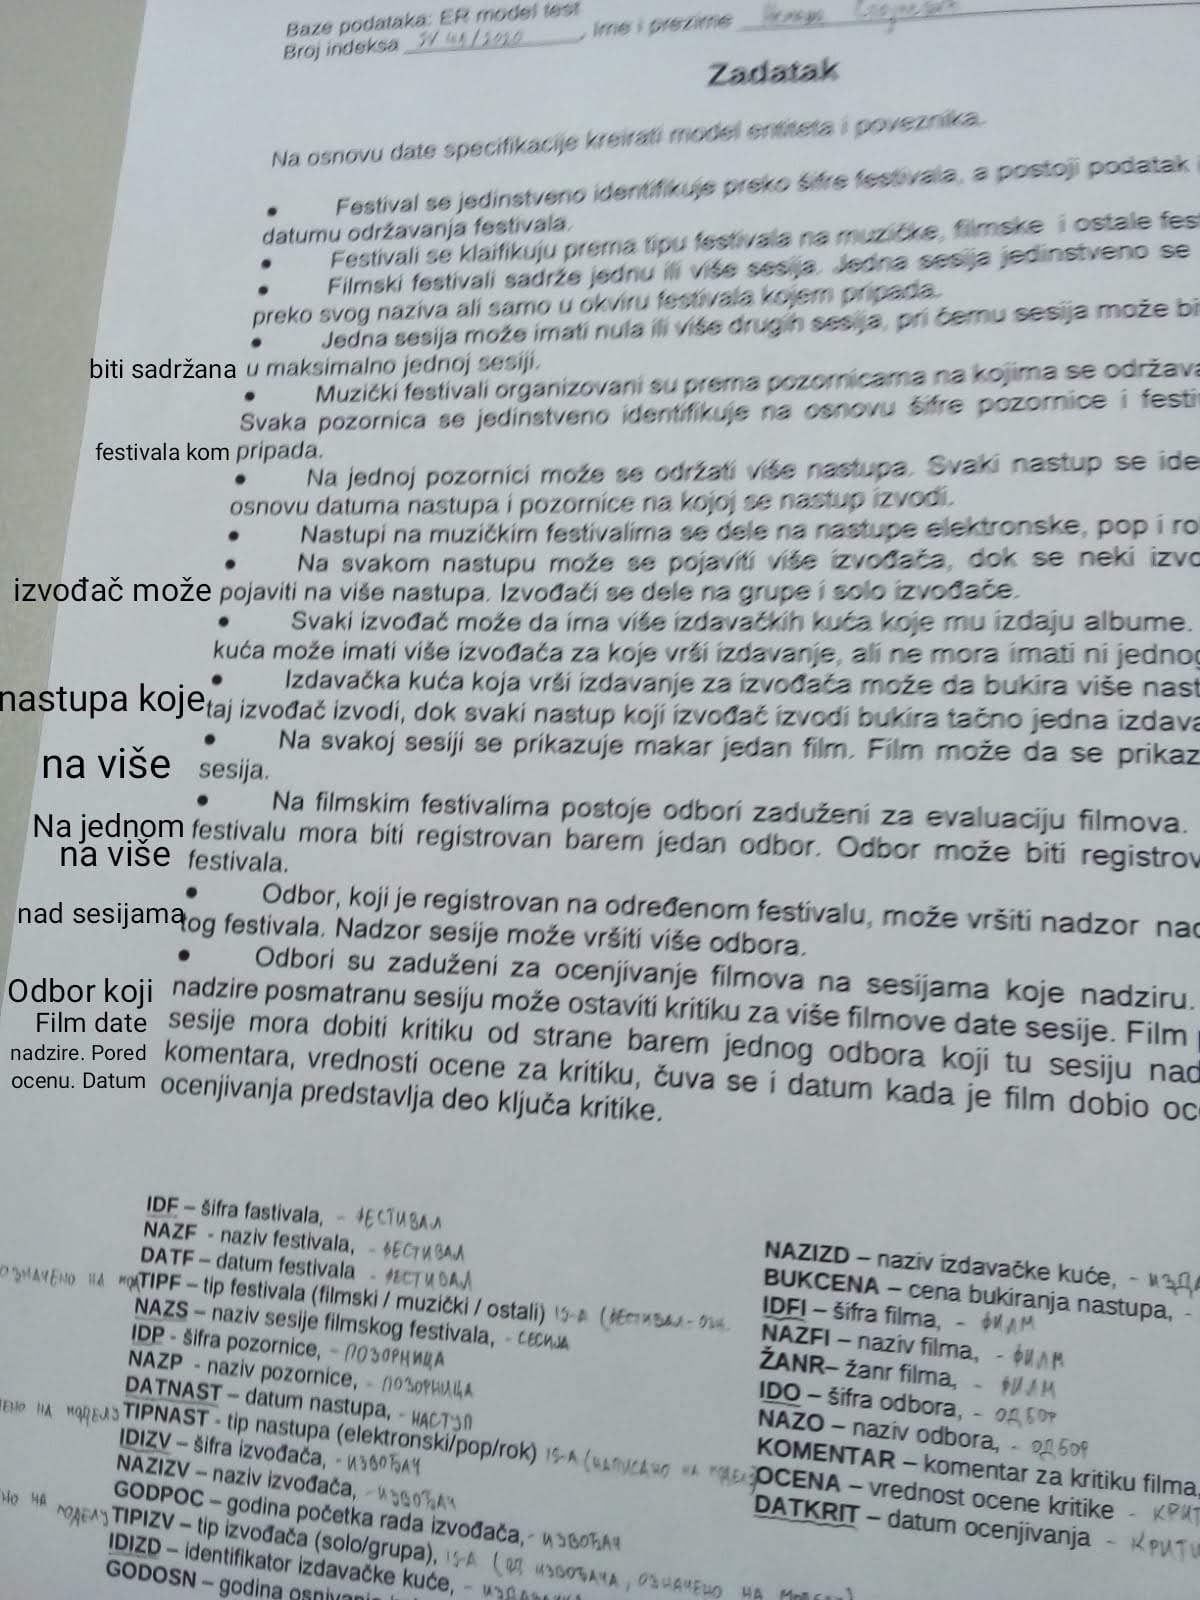 Baze podataka: ER model test
Broj indeksa , Ime i prezime
Zadatak
Na osnovu date specifikacije kreirati model entiteta i poveznika.
• Festival se jedinstveno identifikuje preko šifre festivala, a postoji podatak
datumu održavanja festivala.
• Festivali se klaifikuju prema tipu festivala na muzičke, filmske i ostale fes
• Filmski festivali sadrže jednu ili više sesija. Jedna sesija jedinstveno se
preko svog naziva ali samo u okviru festivala kojem pripada.
• Jedna sesija može imati nula ili više drugih sesija, pri čemu sesija može bi
biti sadržana u maksimalno jednoj sesiji.
• Muzički festivali organizovani su prema pozornicama na kojima se održava
Svaka pozornica se jedinstveno identifikuje na osnovu šifre pozornice i festi
festivala kom pripada.
• Na jednoj pozornici može se održati više nastupa. Svaki nastup se ide
osnovu datuma nastupa i pozornice na kojoj se nastup izvodi.
• Nastupi na muzičkim festivalima se dele na nastupe elektronske, pop i ro
• Na svakom nastupu može se pojaviti više izvođača, dok se neki izvo
izvođač može pojaviti na više nastupa. Izvođači se dele na grupe i solo izvođače.
• Svaki izvođač može da ima više izdavačkih kuća koje mu izdaju albume.
kuća može imati više izvođača za koje vrši izdavanje, ali ne mora imati ni jednog
• Izdavačka kuća koja vrši izdavanje za izvođača može da bukira više nast
nastupa koje taj izvođač izvodi, dok svaki nastup koji izvođač izvodi bukira tačno jedna izdava
• Na svakoj sesiji se prikazuje makar jedan film. Film može da se prikaz
na više sesija.
• Na filmskim festivalima postoje odbori zaduženi za evaluaciju filmova.
Na jednom festivalu mora biti registrovan barem jedan odbor. Odbor može biti registrov
na više festivala.
• Odbor, koji je registrovan na određenom festivalu, može vršiti nadzor nad
nad sesijama tog festivala. Nadzor sesije može vršiti više odbora.
• Odbori su zaduženi za ocenjivanje filmova na sesijama koje nadziru.
Odbor koji nadzire posmatranu sesiju može ostaviti kritiku za više filmove date sesije. Film
Film date sesije mora dobiti kritiku od strane barem jednog odbora koji tu sesiju nad
nadzire. Pored komentara, vrednosti ocene za kritiku, čuva se i datum kada je film dobio oc
ocenu. Datum ocenjivanja predstavlja deo ključa kritike.
IDF – šifra fastivala, - ФЕСТИВАЛ
NAZF - naziv festivala, - ФЕСТИВАЛ
DATF – datum festivala - ФЕСТИВАЛ
ОЗНАЧЕНО НА TIPF – tip festivala (filmski / muzički / ostali) IS-A (ФЕСТИВАЛ-
NAZS – naziv sesije filmskog festivala, - СЕСИЈА
IDP - šifra pozornice, - ПОЗОРНИЦА
NAZP - naziv pozornice, - ПОЗОРНИЦА
DATNAST – datum nastupa, - НАСТУП
НА МОДЕЛУ TIPNAST - tip nastupa (elektronski/pop/rok) IS-A (НАПИСАНО НА МОДЕЛУ)
IDIZV – šifra izvođača, - ИЗВОЂАЧ
NAZIZV – naziv izvođača, - ИЗВОЂАЧ
GODPOC – godina početka rada izvođača, - ИЗВОЂАЧ
НА МОДЕЛУ TIPIZV – tip izvođača (solo/grupa), IS-A (ОД ИЗВОЂАЧА, ОЗНАЧЕНО НА МОДЕЛУ)
IDIZD – identifikator izdavačke kuće, -
GODOSN – godina
NAZIZD – naziv izdavačke kuće, - ИЗДА
BUKCENA – cena bukiranja nastupa, -
IDFI – šifra filma, - ФИЛМ
NAZFI – naziv filma, - ФИЛМ
ŽANR– žanr filma, - ФИЛМ
IDO – šifra odbora, - ОДБОР
NAZO – naziv odbora, - ОДБОР
KOMENTAR – komentar za kritiku filma,
OCENA – vrednost ocene kritike - КРИТ
DATKRIT – datum ocenjivanja - КРИТИ